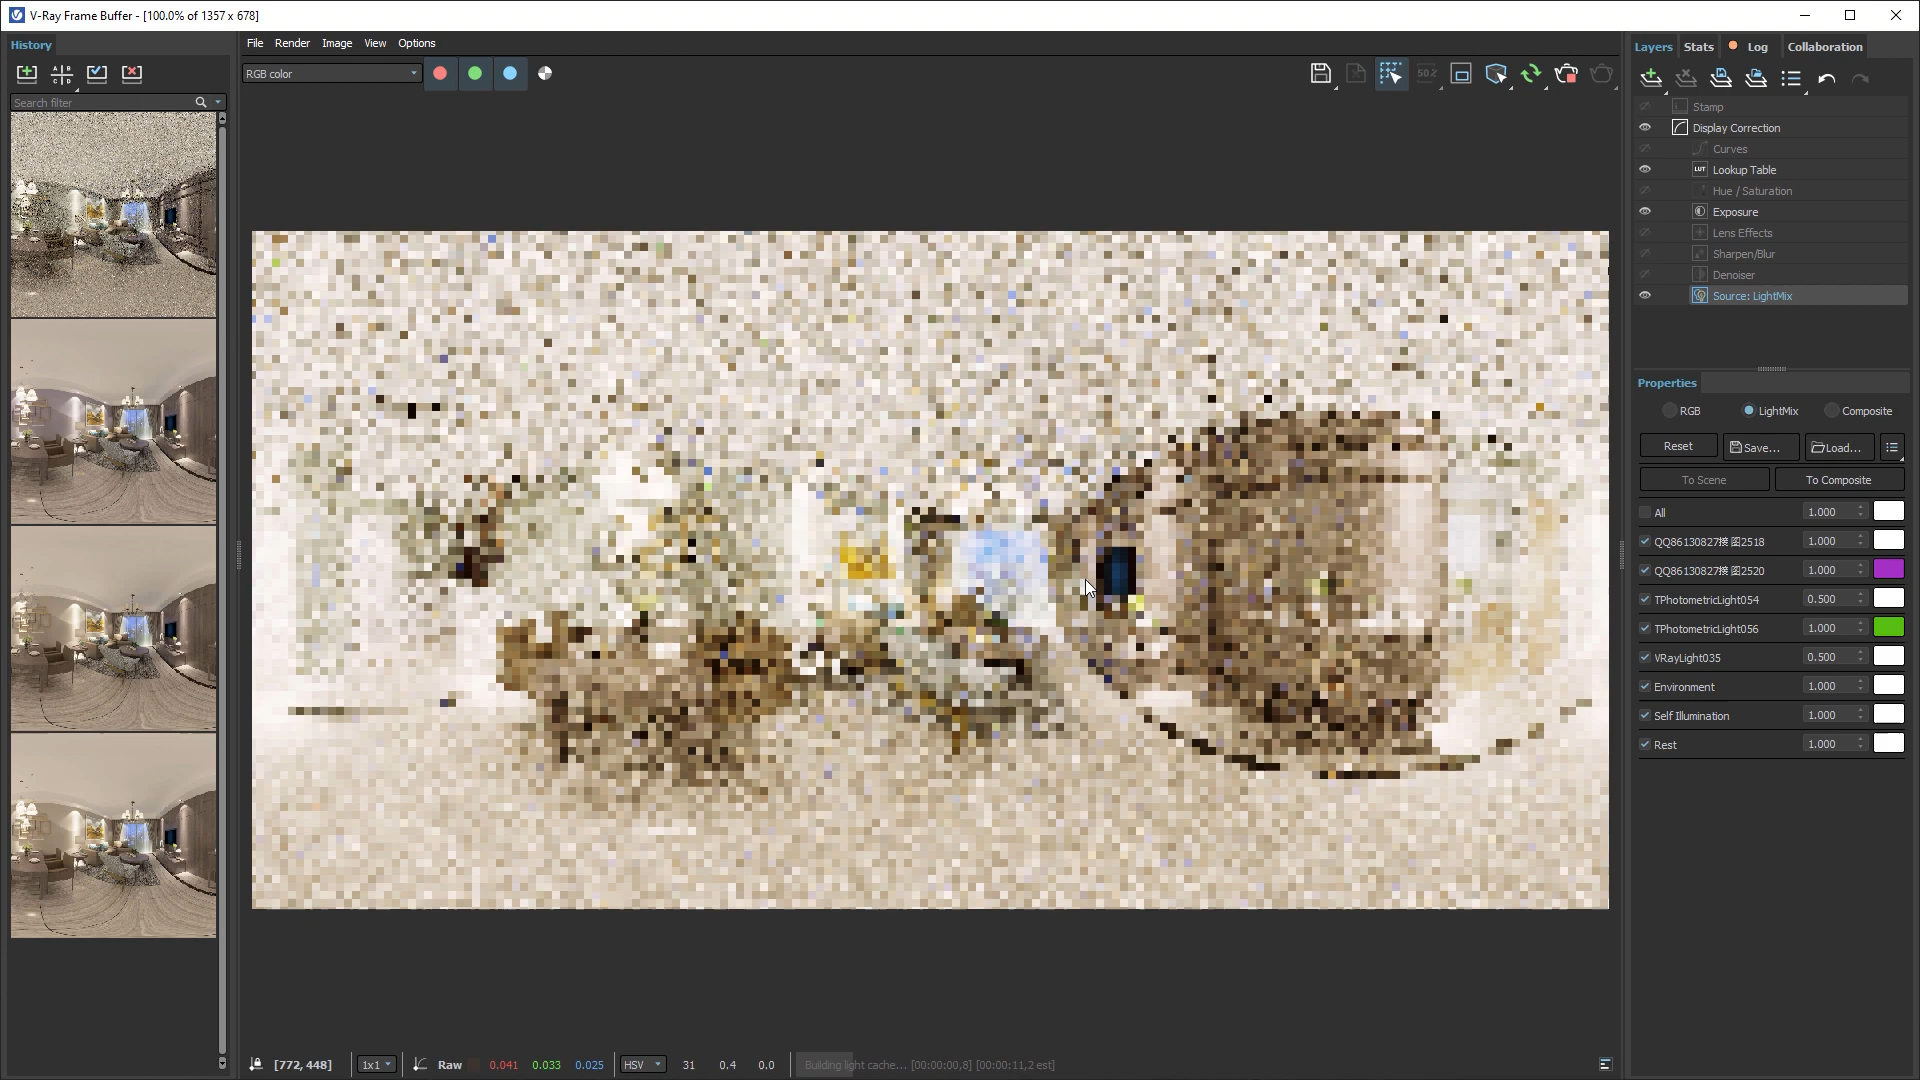 V-Ray Frame Buffer - [100.0% of 1357 x 678]
History
File Render Image View Options
Layers Stats Log Collaboration
RGB color
Search filter
Stamp
Display Correction
Curves
LUT Lookup Table
Hue / Saturation
Exposure
Lens Effects
Sharpen/Blur
Denoiser
Source: LightMix
Properties
RGB LightMix Composite
Reset Save... Load...
To Scene To Composite
All 1.000
QQ86130827接图2518 1.000
QQ86130827接图2520 1.000
TPhotometricLight054 0.500
TPhotometricLight056 1.000
VRayLight035 0.500
Environment 1.000
Self Illumination 1.000
Rest 1.000
[772, 448] 1x1 Raw 0.041 0.033 0.025 HSV 31 0.4 0.0 Building light cache... [00:00:00,8] [00:00:11,2 est]